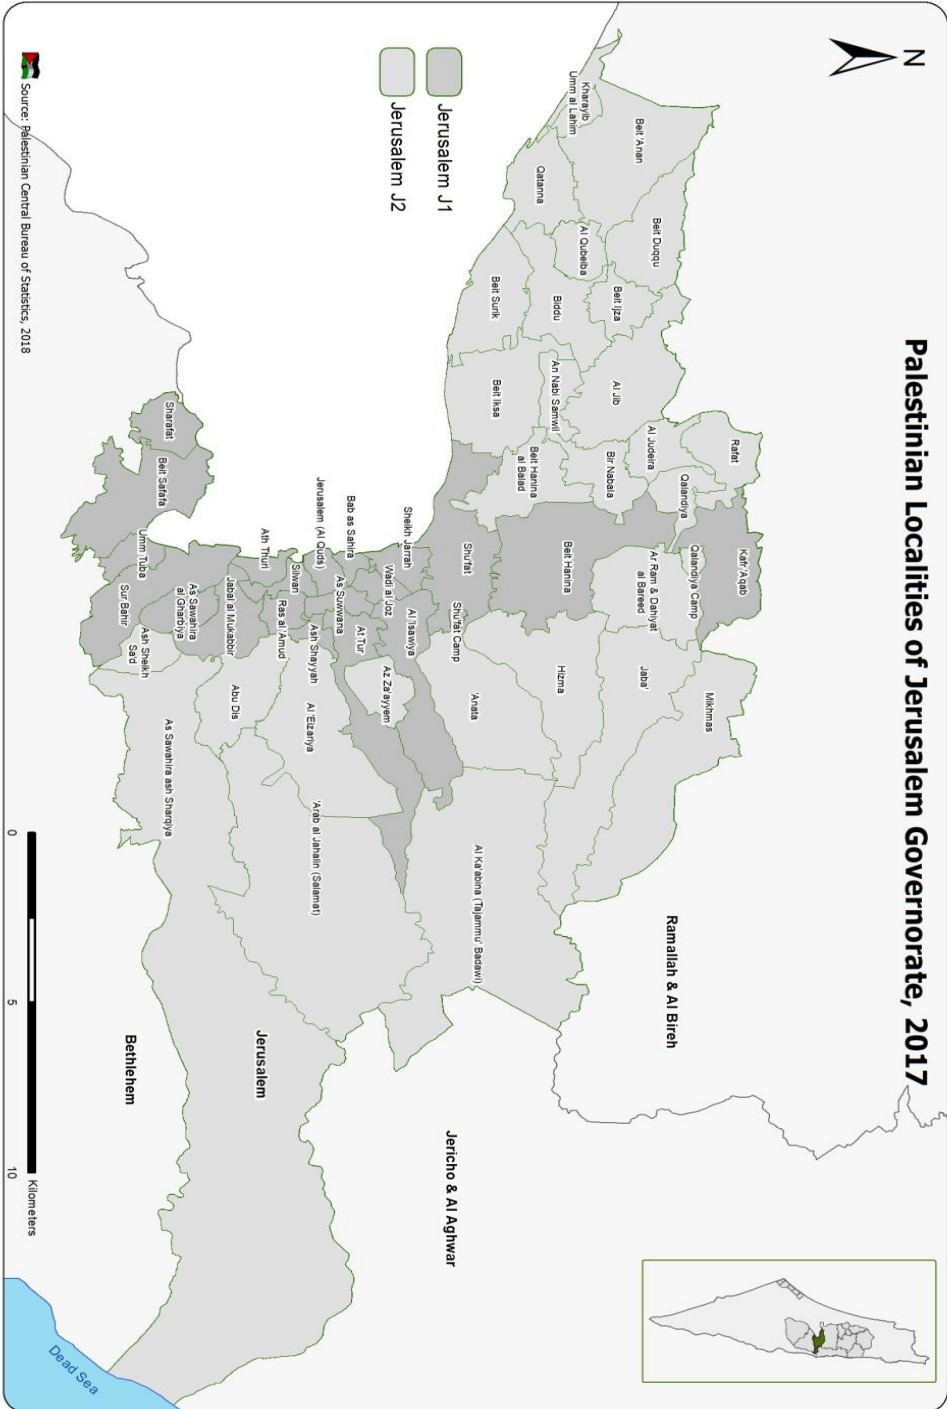 Palestinian Localities of Jerusalem Governorate, 2017
N
Jerusalem J1
Jerusalem J2
Ramallah & Al Bireh
Jericho & Al Aghwar
Jerusalem
Bethlehem
Dead Sea
Rafat
Kafr 'Aqab
Mikhmas
Qalandiya
Qalandiya Camp
Beit Duqqu
Beit 'Anan
Al Judeira
Ar Ram & Dahiyat
al Bareed
Jaba'
Beit Ijza
Al Jib
Bir Nabala
Kharayib
Umm al Lahim
Al Qubeiba
Biddu
An Nabi Samwil
Beit Hanina
al Balad
Beit Hanina
Hizma
Qatanna
Beit Surik
Beit Iksa
Shu'fat
Shu'fat Camp
'Anata
Al Ka'abina (Tajammu' Badawi)
Sheikh Jarrah
Al 'Isawiya
Wadi al Joz
Az Za'ayyem
Bab as Sahira
At Tur
As Suwwana
Jerusalem (Al Quds)
Ash Shayyah
Al 'Eizariya
'Arab al Jahalin (Salamat)
Silwan
Ras al 'Amud
Ath Thuri
Jabal al Mukabbir
Abu Dis
As Sawahira
al Gharbiya
As Sawahira ash Sharqiya
Sharafat
Beit Safafa
Umm Tuba
Ash Sheikh
Sa'd
Sur Bahir
0
5
10
Kilometers
Source: Palestinian Central Bureau of Statistics, 2018